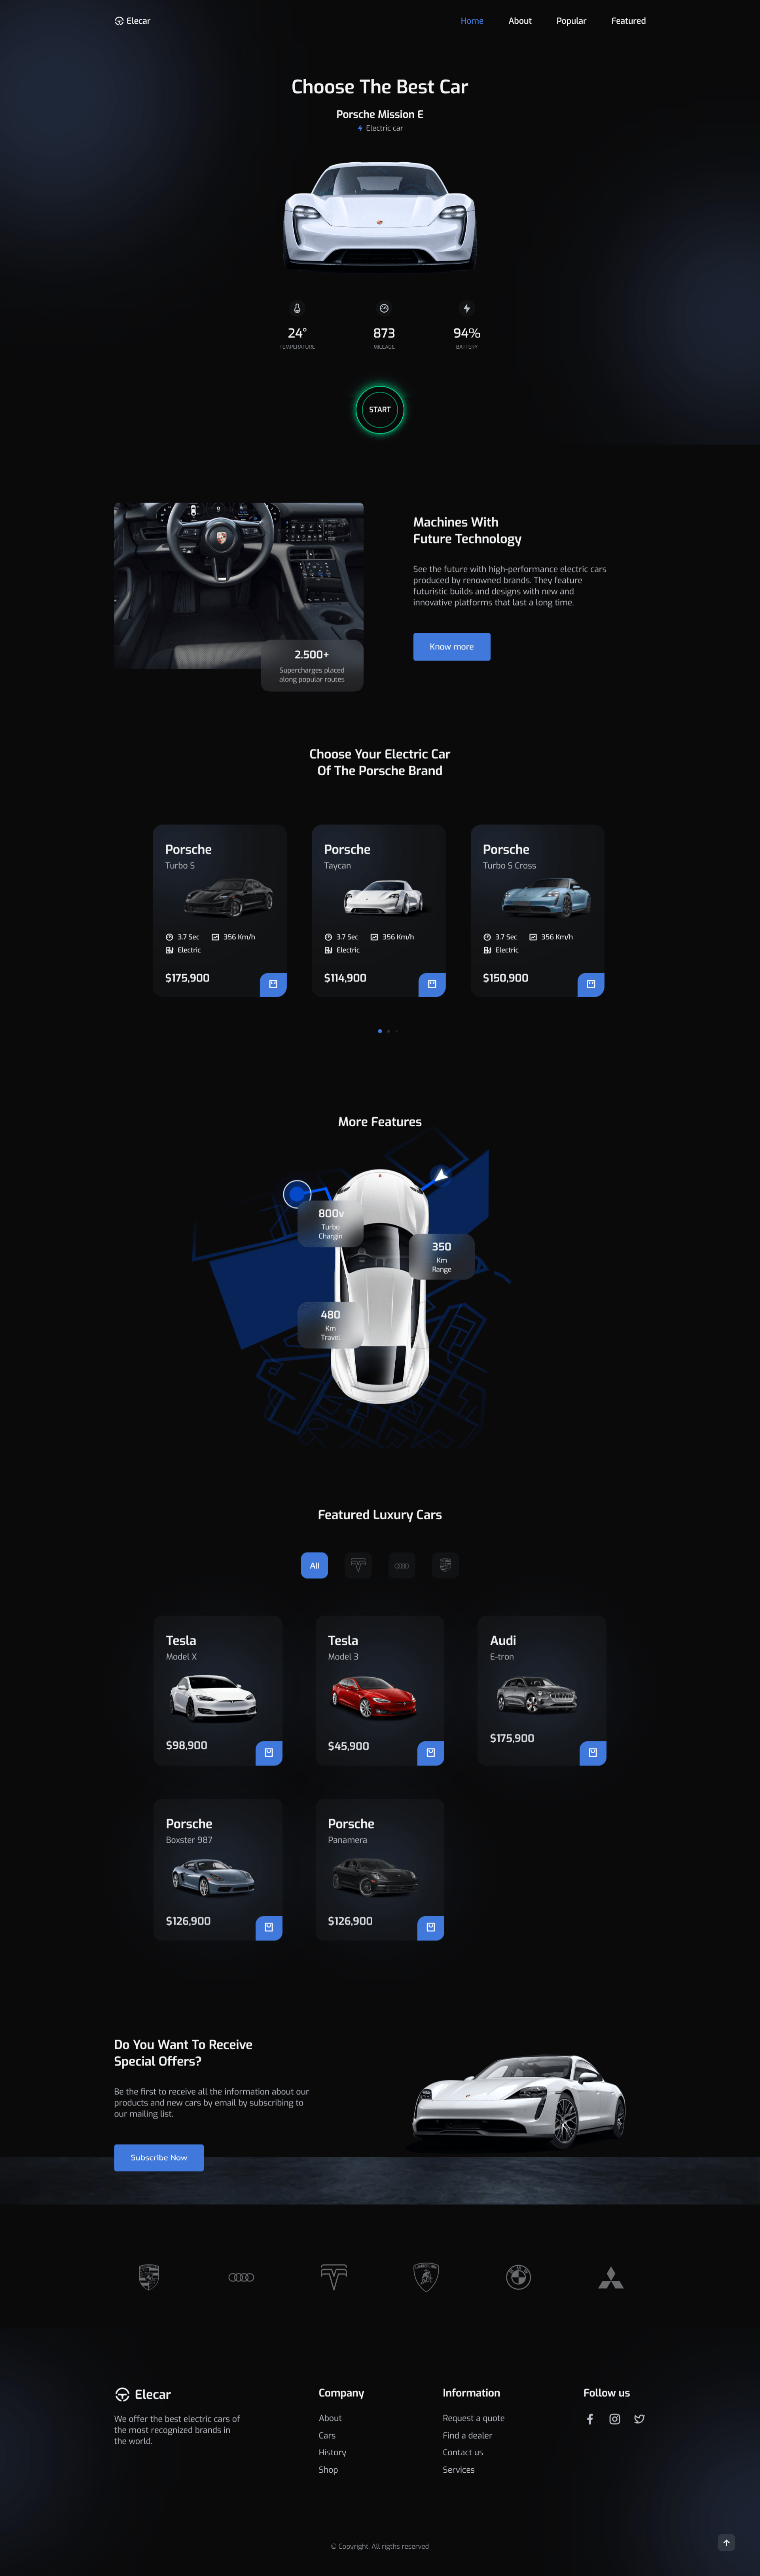 Elecar
Home
About
Popular
Featured
Choose The Best Car
Porsche Mission E
Electric car
24°
873
94%
TEMPERATURE
MILEAGE
BATTERY
START
Machines With
Future Technology
See the future with high-performance electric cars
produced by renowned brands. They feature
futuristic builds and designs with new and
innovative platforms that last a long time.
Know more
2.500+
Supercharges placed
along popular routes
Choose Your Electric Car
Of The Porsche Brand
Porsche
Turbo S
3.7 Sec
356 Km/h
Electric
$175,900
Porsche
Taycan
3.7 Sec
356 Km/h
Electric
$114,900
Porsche
Turbo S Cross
3.7 Sec
356 Km/h
Electric
$150,900
More Features
800v
Turbo
Chargin
350
Km
Range
480
Km
Travel
Featured Luxury Cars
All
Tesla
Model X
$98,900
Tesla
Model 3
$45,900
Audi
E-tron
$175,900
Porsche
Boxster 987
$126,900
Porsche
Panamera
$126,900
Do You Want To Receive
Special Offers?
Be the first to receive all the information about our
products and new cars by email by subscribing to
our mailing list.
Subscribe Now
Elecar
We offer the best electric cars of
the most recognized brands in
the world.
Company
About
Cars
History
Shop
Information
Request a quote
Find a dealer
Contact us
Services
Follow us
© Copyright. All rigths reserved